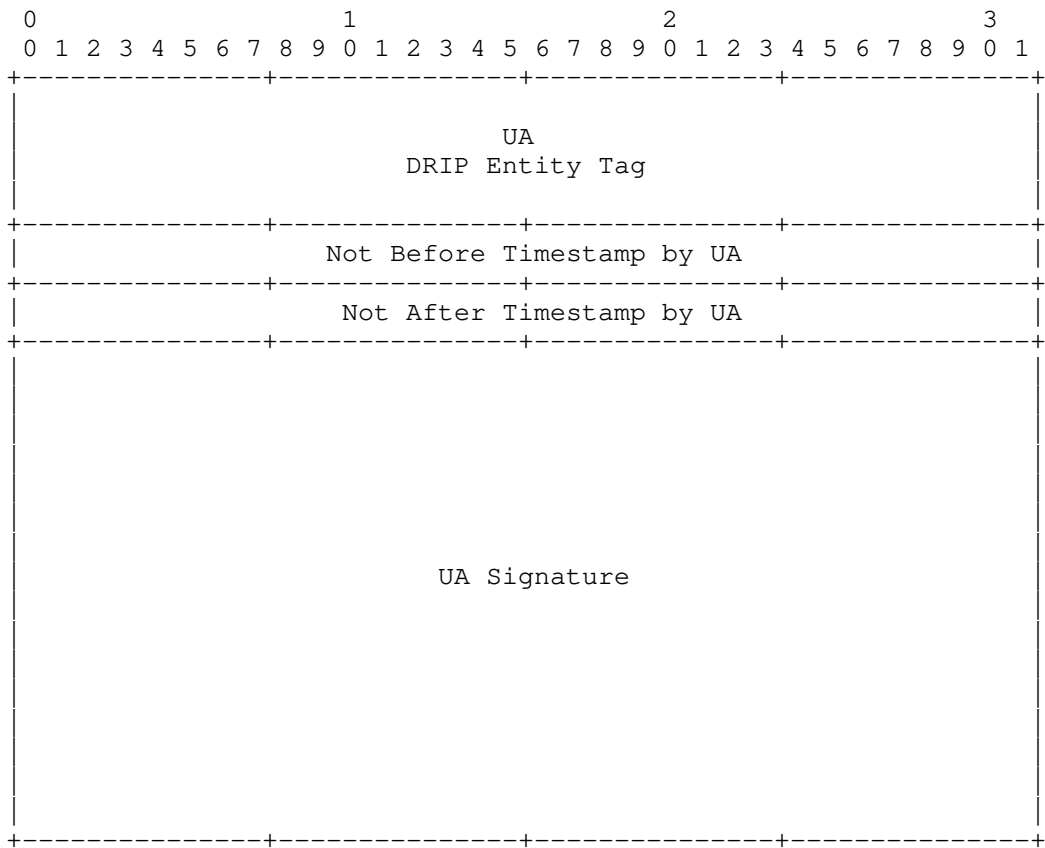 0                   1                   2                   3
0 1 2 3 4 5 6 7 8 9 0 1 2 3 4 5 6 7 8 9 0 1 2 3 4 5 6 7 8 9 0 1
UA
DRIP Entity Tag
Not Before Timestamp by UA
Not After Timestamp by UA
UA Signature